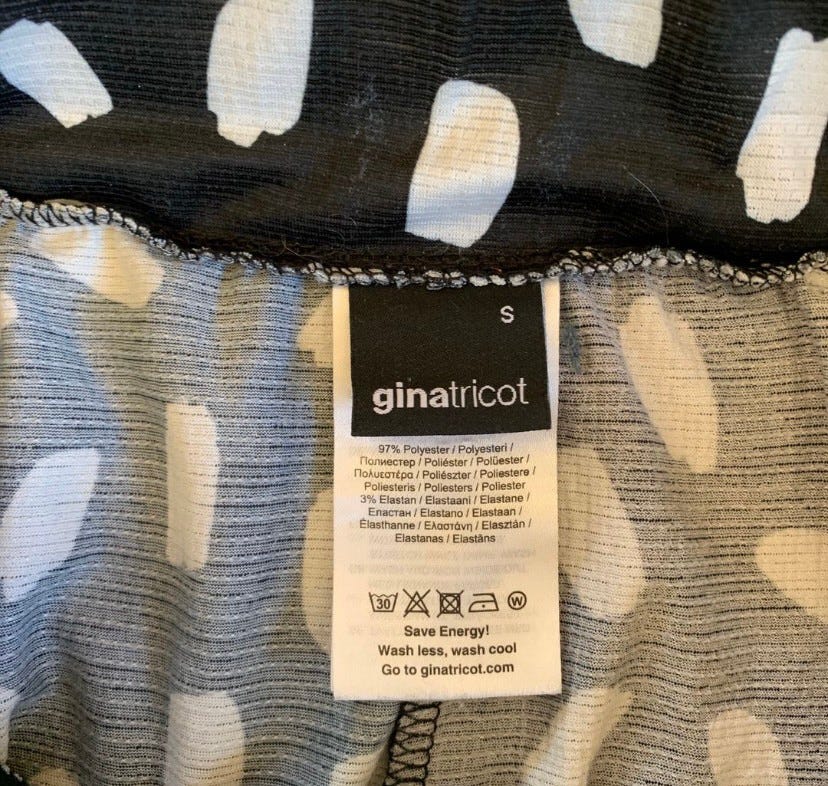 S
ginatricot
97% Polyester / Polyesteri /
Полиестер / Poliéster / Polüester /
Πολυεστέρα / Poliészter / Poliestere /
Poliesteris / Poliesters / Poliester
3% Elastan / Elastaani / Elastane /
Еластан / Elastano / Elastaan /
Élasthanne / Ελαστάνη / Elasztán /
Elastanas / Elastāns
30 W
Save Energy!
Wash less, wash cool
Go to ginatricot.com